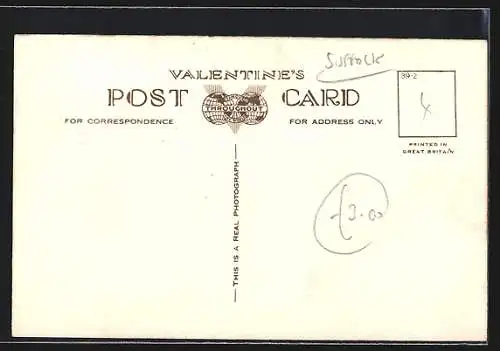 SUFFOLK
VALENTINE'S
39-2
POST CARD
THROUGHOUT
4
FOR CORRESPONDENCE
FOR ADDRESS ONLY
PRINTED IN
GREAT BRITAIN
THIS IS A REAL PHOTOGRAPH
£3.00